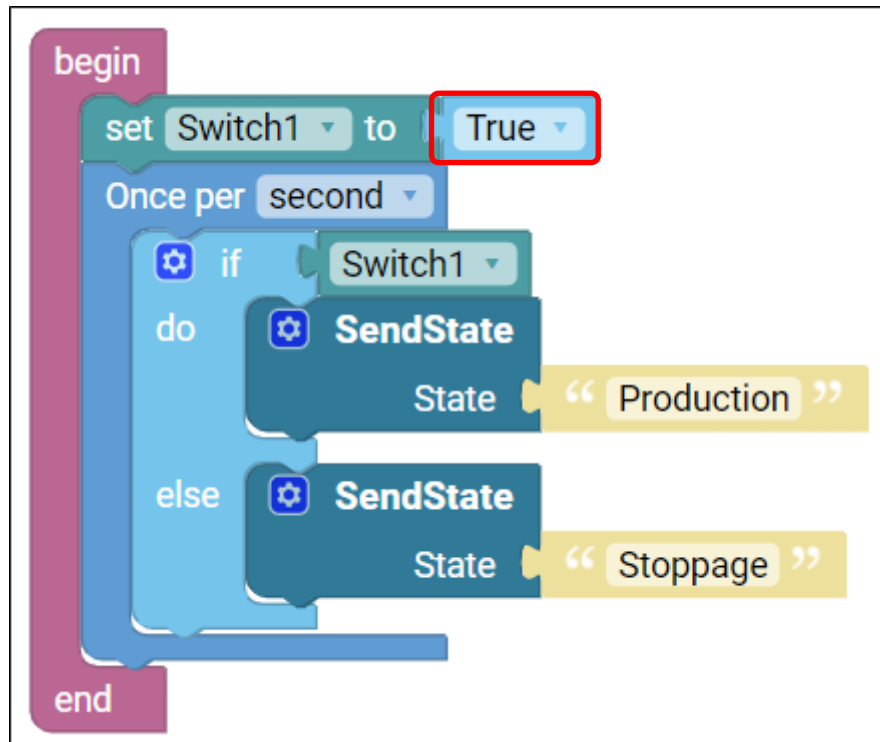 begin
set Switch1 to True
Once per second
if Switch1
do SendState
State “ Production ”
else SendState
State “ Stoppage ”
end